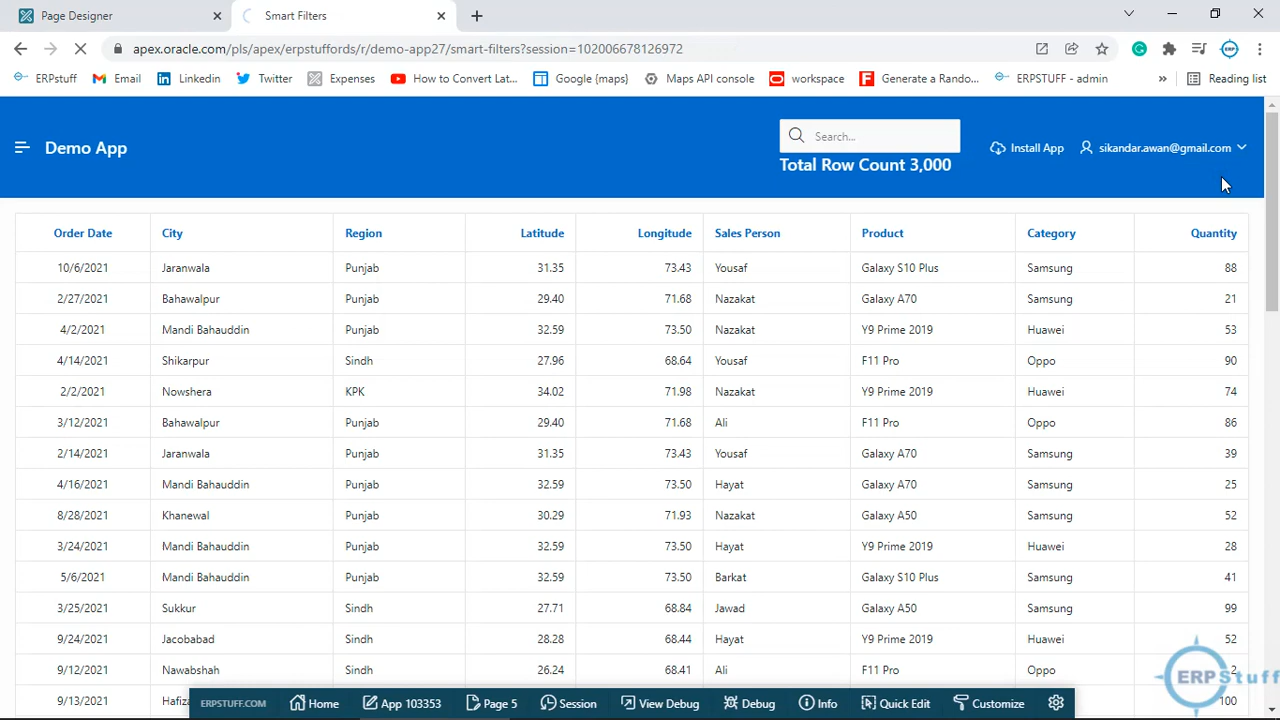 Page Designer
Smart Filters
apex.oracle.com/pls/apex/erpstuffords/r/demo-app27/smart-filters?session=102006678126972
ERPstuff Email Linkedin Twitter Expenses How to Convert Lat... Google {maps} Maps API console workspace Generate a Rando... ERPSTUFF - admin » Reading list
Demo App
Search...
Total Row Count 3,000
Install App
sikandar.awan@gmail.com
Order Date City Region Latitude Longitude Sales Person Product Category Quantity
10/6/2021 Jaranwala Punjab 31.35 73.43 Yousaf Galaxy S10 Plus Samsung 88
2/27/2021 Bahawalpur Punjab 29.40 71.68 Nazakat Galaxy A70 Samsung 21
4/2/2021 Mandi Bahauddin Punjab 32.59 73.50 Nazakat Y9 Prime 2019 Huawei 53
4/14/2021 Shikarpur Sindh 27.96 68.64 Yousaf F11 Pro Oppo 90
2/2/2021 Nowshera KPK 34.02 71.98 Nazakat Y9 Prime 2019 Huawei 74
3/12/2021 Bahawalpur Punjab 29.40 71.68 Ali F11 Pro Oppo 86
2/14/2021 Jaranwala Punjab 31.35 73.43 Yousaf Galaxy A70 Samsung 39
4/16/2021 Mandi Bahauddin Punjab 32.59 73.50 Hayat Galaxy A70 Samsung 25
8/28/2021 Khanewal Punjab 30.29 71.93 Nazakat Galaxy A50 Samsung 52
3/24/2021 Mandi Bahauddin Punjab 32.59 73.50 Hayat Y9 Prime 2019 Huawei 28
5/6/2021 Mandi Bahauddin Punjab 32.59 73.50 Barkat Galaxy S10 Plus Samsung 41
3/25/2021 Sukkur Sindh 27.71 68.84 Jawad Galaxy A50 Samsung 99
9/24/2021 Jacobabad Sindh 28.28 68.44 Hayat Y9 Prime 2019 Huawei 52
9/12/2021 Nawabshah Sindh 26.24 68.41 Ali F11 Pro Oppo 2
9/13/2021 100
ERPSTUFF.COM Home App 103353 Page 5 Session View Debug Debug Info Quick Edit Customize
ERPStuff